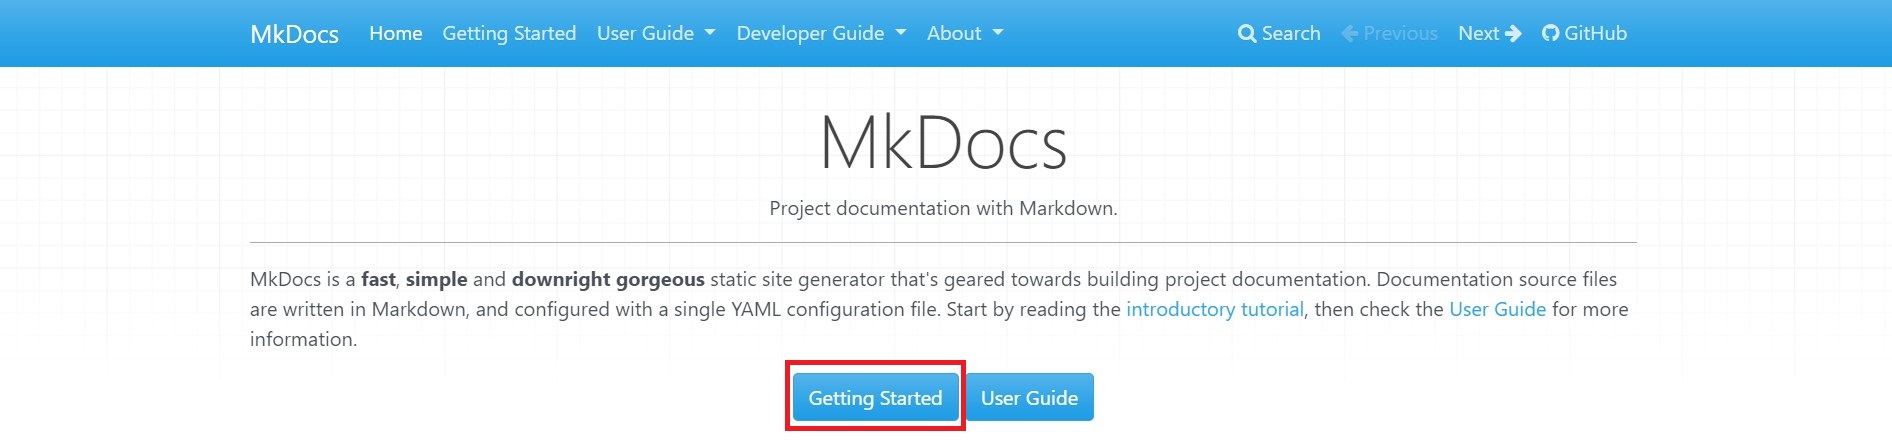 MkDocs Home Getting Started User Guide Developer Guide About Search Previous Next GitHub
MkDocs
Project documentation with Markdown.
MkDocs is a fast, simple and downright gorgeous static site generator that's geared towards building project documentation. Documentation source files
are written in Markdown, and configured with a single YAML configuration file. Start by reading the introductory tutorial, then check the User Guide for more
information.
Getting Started User Guide